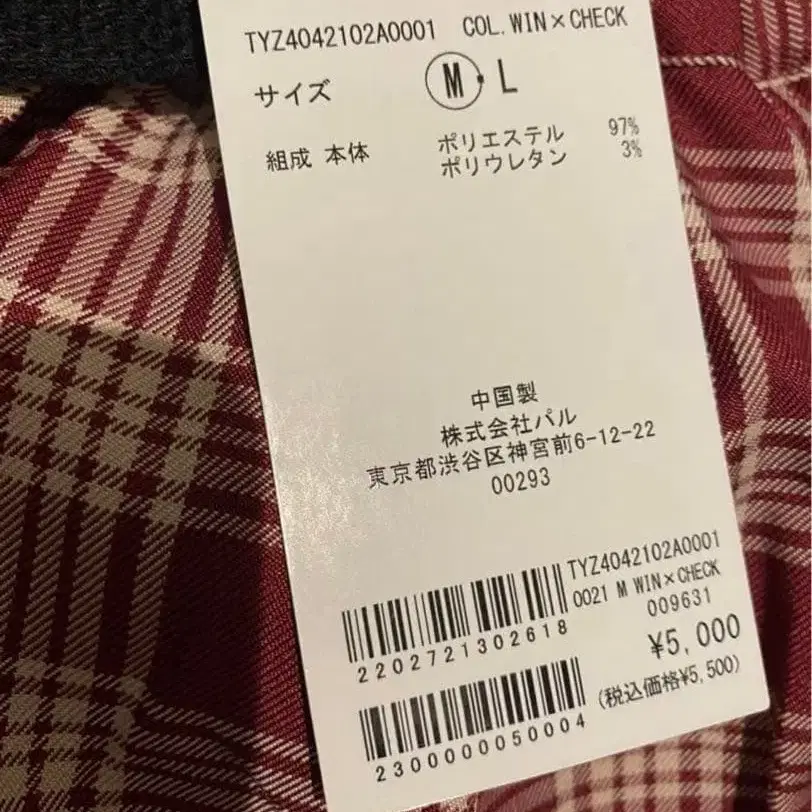 TYZ4042102A0001 COL.WIN×CHECK
サイズ M・L
組成 本体 ポリエステル 97%
ポリウレタン 3%
中国製
株式会社パル
東京都渋谷区神宮前6-12-22
00293
TYZ4042102A0001
0021 M WIN×CHECK
009631
2202721302618
¥5,000
(税込価格¥5,500)
2300000050004